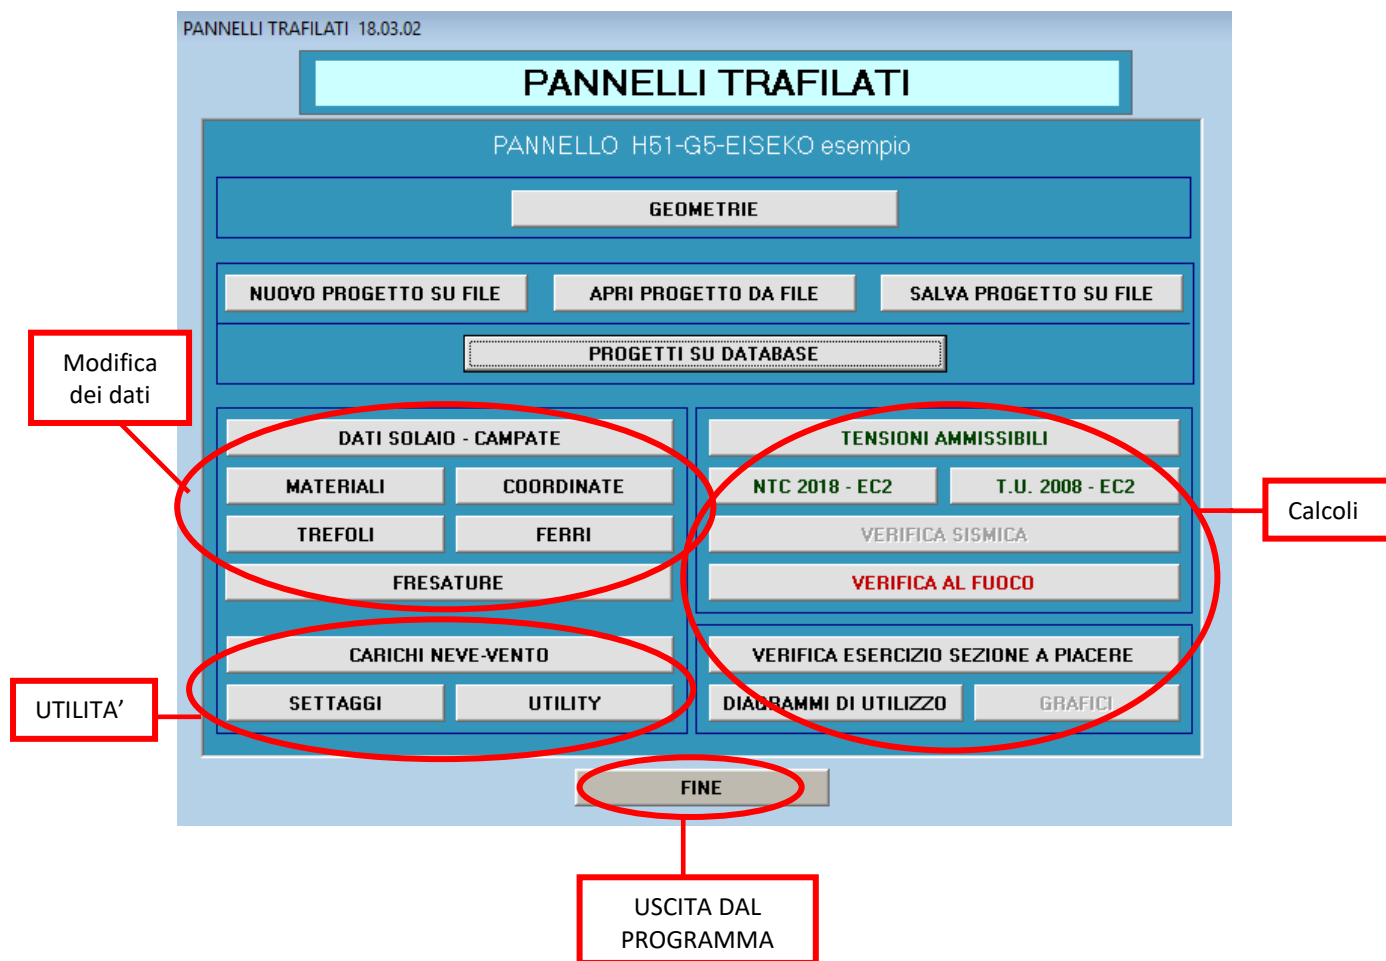 PANNELLI TRAFILATI 18.03.02
PANNELLI TRAFILATI
PANNELLO H51-G5-EISEKO esempio
GEOMETRIE
NUOVO PROGETTO SU FILE
APRI PROGETTO DA FILE
SALVA PROGETTO SU FILE
PROGETTI SU DATABASE
Modifica
dei dati
DATI SOLAIO - CAMPATE
MATERIALI
COORDINATE
TREFOLI
FERRI
FRESATURE
TENSIONI AMMISSIBILI
NTC 2018 - EC2
T.U. 2008 - EC2
VERIFICA SISMICA
VERIFICA AL FUOCO
Calcoli
CARICHI NEVE-VENTO
SETTAGGI
UTILITY
UTILITA’
VERIFICA ESERCIZIO SEZIONE A PIACERE
DIAGRAMMI DI UTILIZZO
GRAFICI
FINE
USCITA DAL
PROGRAMMA